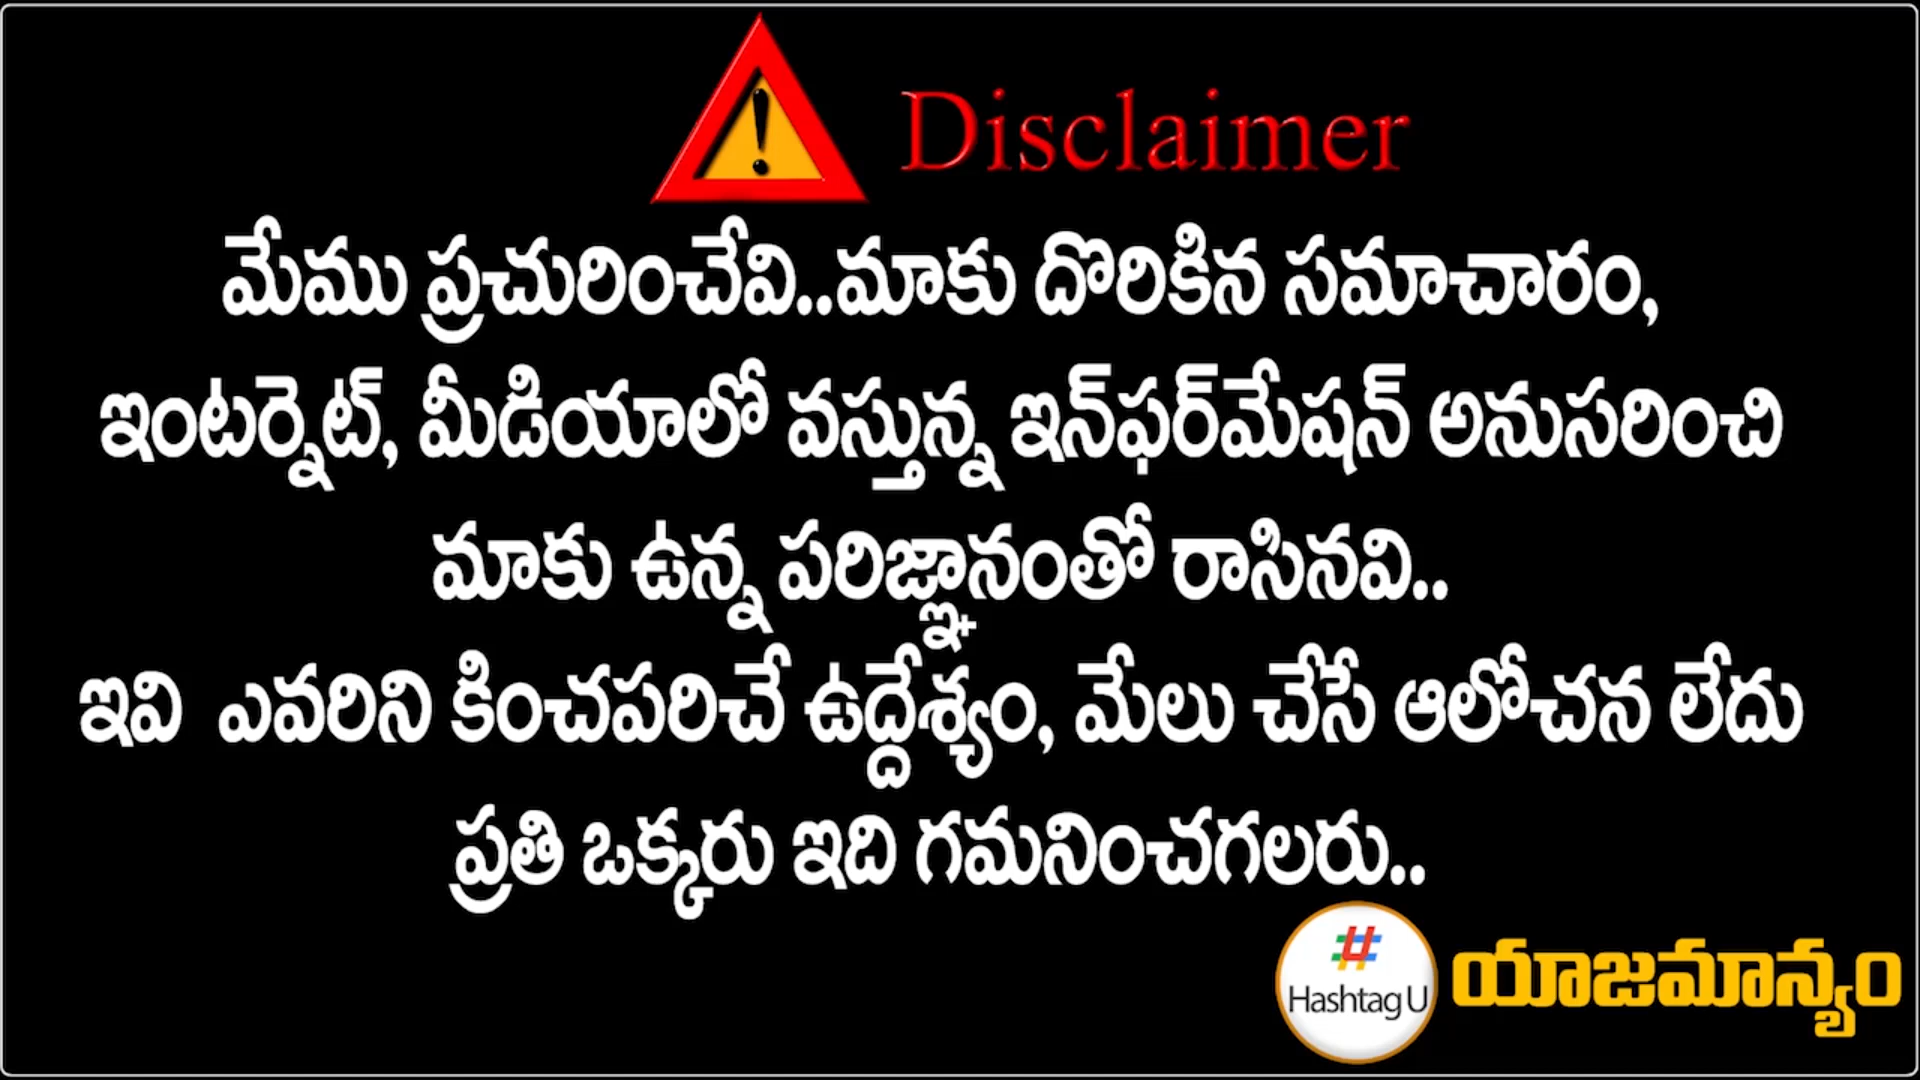 Disclaimer
మేము ప్రచురించేవి..మాకు దొరికిన సమాచారం,
ఇంటర్నెట్, మీడియాలో వస్తున్న ఇన్‌ఫర్‌మేషన్ అనుసరించి
మాకు ఉన్న పరిజ్ఞానంతో రాసినవి..
ఇవి ఎవరిని కించపరిచే ఉద్దేశ్యం, మేలు చేసే ఆలోచన లేదు
ప్రతి ఒక్కరు ఇది గమనించగలరు..
# Hashtag U యాజమాన్యం